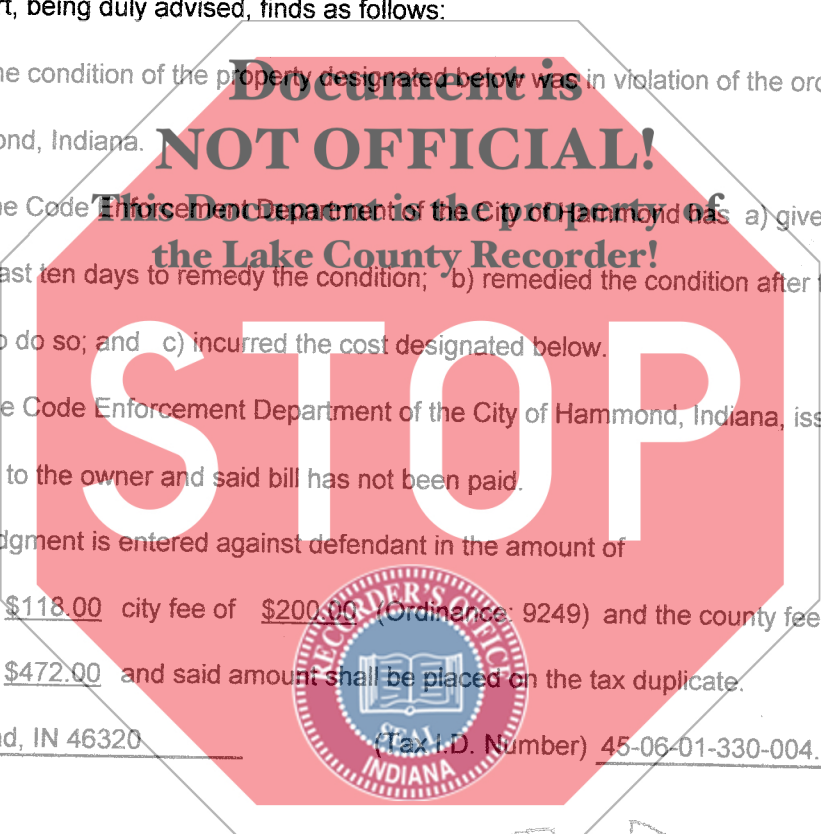 rt, being duly advised, finds as follows:
ne condition of the property designated below was in violation of the ord
Document is
ond, Indiana.
NOT OFFICIAL!
ne Code Enforcement Department of the City of Hammond has a) give
This Document is the property of
the Lake County Recorder!
ast ten days to remedy the condition; b) remedied the condition after
o do so; and c) incurred the cost designated below.
STOP
e Code Enforcement Department of the City of Hammond, Indiana, iss
to the owner and said bill has not been paid.
dgment is entered against defendant in the amount of
$118.00 city fee of $200.00 (Ordinance: 9249) and the county fee
$472.00 and said amount shall be placed on the tax duplicate.
d, IN 46320 (Tax I.D. Number) 45-06-01-330-004.
RECORDER'S OFFICE
SEAL
INDIANA